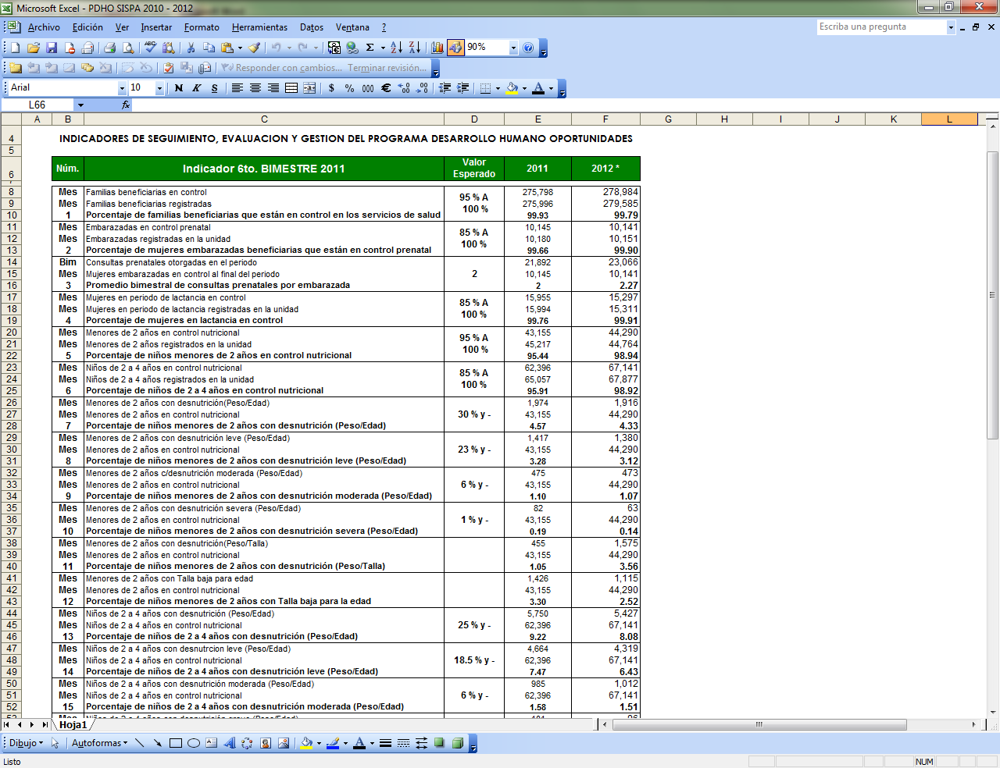 Microsoft Excel - PDHO SISPA 2010 - 2012
Archivo Edición Ver Insertar Formato Herramientas Datos Ventana ? Escriba una pregunta
90%
Responder con cambios... Terminar revisión...
Arial 10 N K S $ % 000 €
L66 fx
A B C D E F G H I J K L
4 INDICADORES DE SEGUIMIENTO, EVALUACION Y GESTION DEL PROGRAMA DESARROLLO HUMANO OPORTUNIDADES
5
6 Núm. Indicador 6to. BIMESTRE 2011 Valor Esperado 2011 2012 *
8 Mes Familias beneficiarias en control 95 % A 275,798 278,984
9 Mes Familias beneficiarias registradas 100 % 275,996 279,585
10 1 Porcentaje de familias beneficiarias que están en control en los servicios de salud 99.93 99.79
11 Mes Embarazadas en control prenatal 85 % A 10,145 10,141
12 Mes Embarazadas registradas en la unidad 100 % 10,180 10,151
13 2 Porcentaje de mujeres embarazadas beneficiarias que están en control prenatal 99.66 99.90
14 Bim Consultas prenatales otorgadas en el periodo 21,892 23,066
15 Mes Mujeres embarazadas en control al final del periodo 2 10,145 10,141
16 3 Promedio bimestral de consultas prenatales por embarazada 2 2.27
17 Mes Mujeres en periodo de lactancia en control 85 % A 15,955 15,297
18 Mes Mujeres en periodo de lactancia registradas en la unidad 100 % 15,994 15,311
19 4 Porcentaje de mujeres en lactancia en control 99.76 99.91
20 Mes Menores de 2 años en control nutricional 95 % A 43,155 44,290
21 Mes Menores de 2 años registrados en la unidad 100 % 45,217 44,764
22 5 Porcentaje de niños menores de 2 años en control nutricional 95.44 98.94
23 Mes Niños de 2 a 4 años en control nutricional 85 % A 62,396 67,141
24 Mes Niños de 2 a 4 años registrados en la unidad 100 % 65,057 67,877
25 6 Porcentaje de niños de 2 a 4 años en control nutricional 95.91 98.92
26 Mes Menores de 2 años con desnutrición(Peso/Edad) 1,974 1,916
27 Mes Menores de 2 años en control nutricional 30 % y - 43,155 44,290
28 7 Porcentaje de niños menores de 2 años con desnutrición (Peso/Edad) 4.57 4.33
29 Mes Menores de 2 años con desnutrición leve (Peso/Edad) 1,417 1,380
30 Mes Menores de 2 años en control nutricional 23 % y - 43,155 44,290
31 8 Porcentaje de niños menores de 2 años con desnutrición leve (Peso/Edad) 3.28 3.12
32 Mes Menores de 2 años c/desnutrición moderada (Peso/Edad) 475 473
33 Mes Menores de 2 años en control nutricional 6 % y - 43,155 44,290
34 9 Porcentaje de niños menores de 2 años con desnutrición moderada (Peso/Edad) 1.10 1.07
35 Mes Menores de 2 años con desnutrición severa (Peso/Edad) 82 63
36 Mes Menores de 2 años en control nutricional 1 % y - 43,155 44,290
37 10 Porcentaje de niños menores de 2 años con desnutrición severa (Peso/Edad) 0.19 0.14
38 Mes Menores de 2 años con desnutrición(Peso/Talla) 455 1,575
39 Mes Menores de 2 años en control nutricional 43,155 44,290
40 11 Porcentaje de niños menores de 2 años con desnutrición (Peso/Talla) 1.05 3.56
41 Mes Menores de 2 años con Talla baja para edad 1,426 1,115
42 Mes Menores de 2 años en control nutricional 43,155 44,290
43 12 Porcentaje de niños menores de 2 años con Talla baja para la edad 3.30 2.52
44 Mes Niños de 2 a 4 años con desnutrición (Peso/Edad) 5,750 5,427
45 Mes Niños de 2 a 4 años en control nutricional 25 % y - 62,396 67,141
46 13 Porcentaje de niños de 2 a 4 años con desnutrición (Peso/Edad) 9.22 8.08
47 Mes Niños de 2 a 4 años con desnutrcion leve (Peso/Edad) 4,664 4,319
48 Mes Niños de 2 a 4 años en control nutricional 18.5 % y - 62,396 67,141
49 14 Porcentaje de niños de 2 a 4 años con desnutrición leve (Peso/Edad) 7.47 6.43
50 Mes Niños de 2 a 4 años con desnutrición moderada (Peso/Edad) 985 1,012
51 Mes Niños de 2 a 4 años en control nutricional 6 % y - 62,396 67,141
52 15 Porcentaje de niños de 2 a 4 años con desnutrición moderada (Peso/Edad) 1.58 1.51
Hoja1
Dibujo Autoformas
Listo NUM